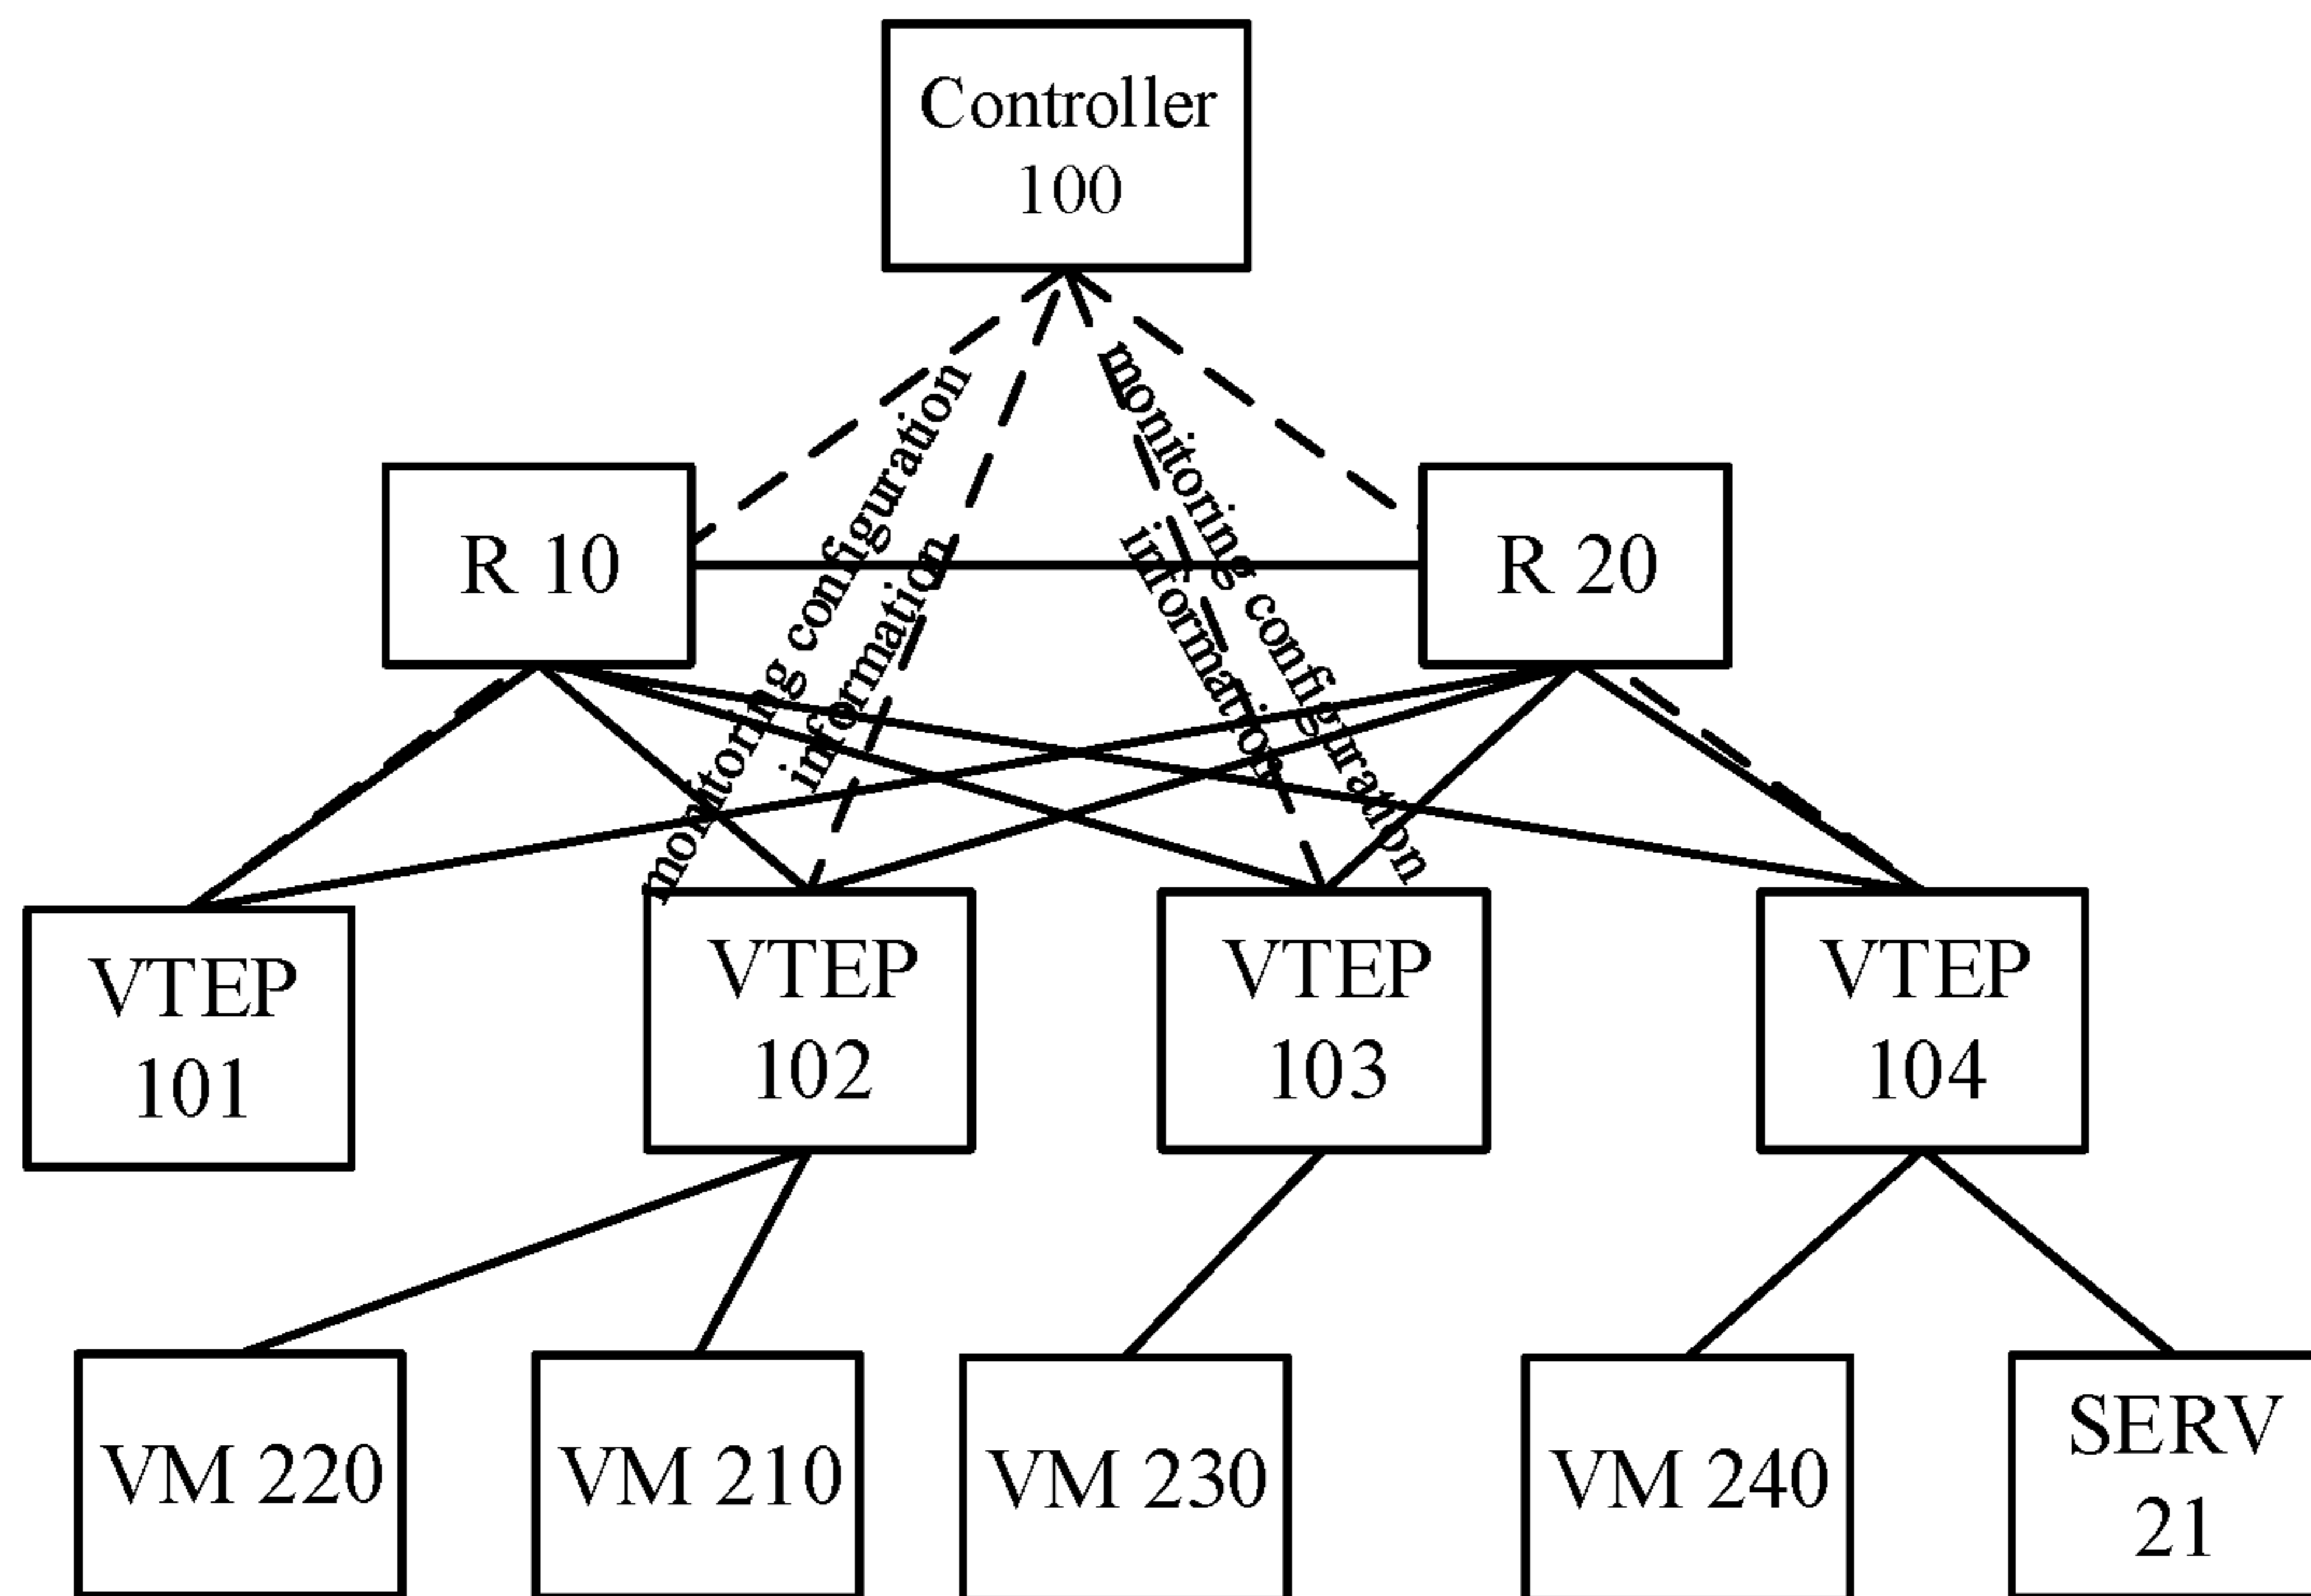 Controller
100
monitoring configuration
information
monitoring configuration
information
R 10
R 20
VTEP
101
VTEP
102
VTEP
103
VTEP
104
VM 220
VM 210
VM 230
VM 240
SERV
21